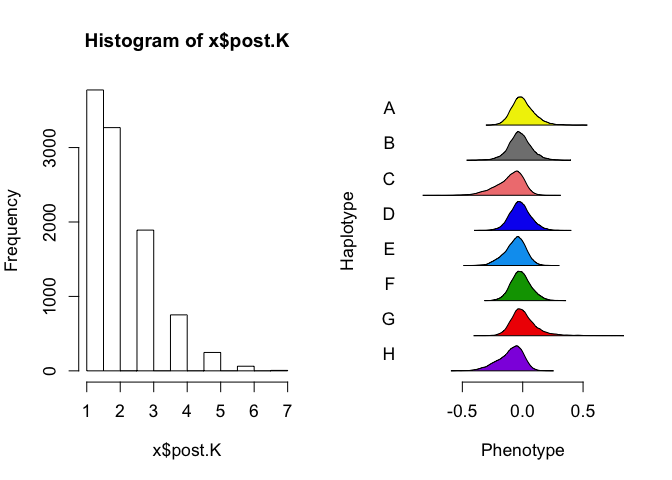 Histogram of x$post.K
Frequency
0
1000
2000
3000
1 2 3 4 5 6 7
x$post.K
Haplotype
A
B
C
D
E
F
G
H
-0.5 0.0 0.5
Phenotype